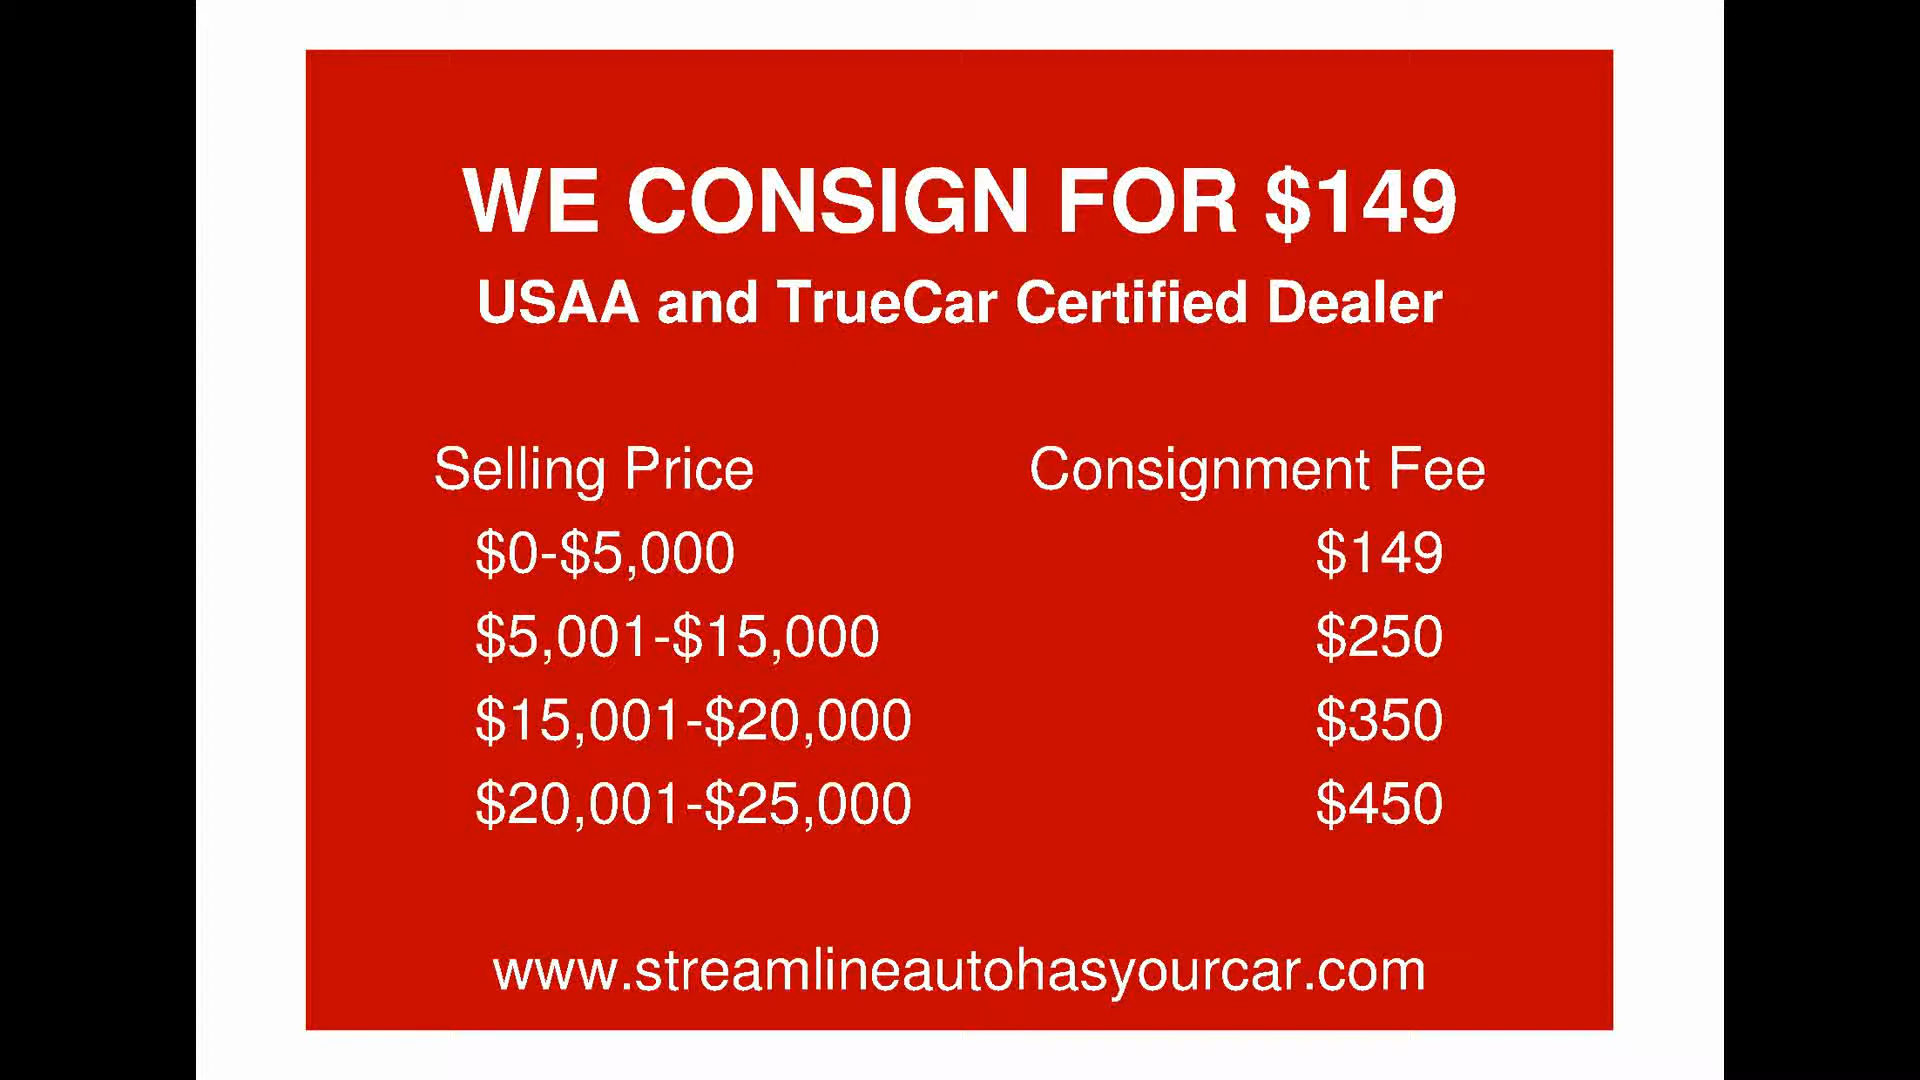 WE CONSIGN FOR $149
USAA and TrueCar Certified Dealer
Selling Price Consignment Fee
$0-$5,000 $149
$5,001-$15,000 $250
$15,001-$20,000 $350
$20,001-$25,000 $450
www.streamlineautohasyourcar.com